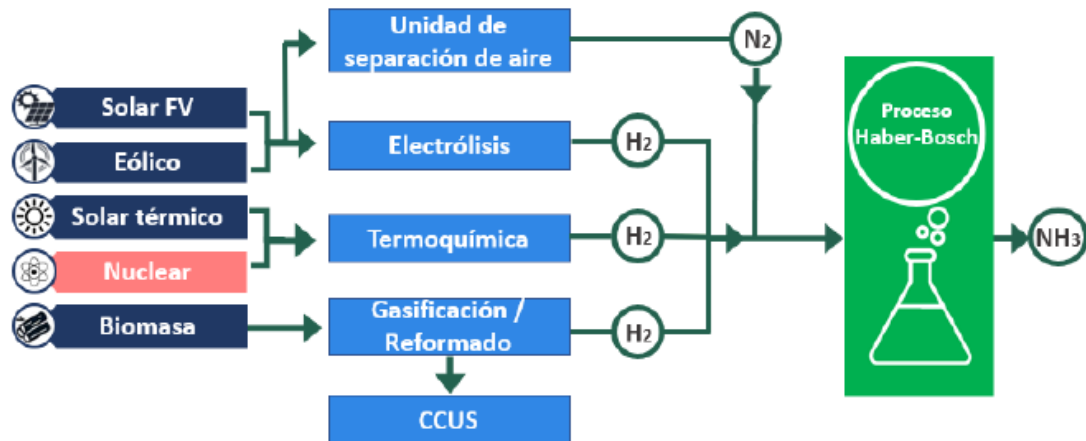 Unidad de
separación de aire
N2
Solar FV
Eólico
Electrólisis
H2
Proceso
Haber-Bosch
Solar térmico
Nuclear
Termoquímica
H2
NH3
Biomasa
Gasificación /
Reformado
H2
CCUS